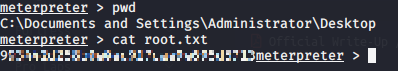 meterpreter > pwd
C:\Documents and Settings\Administrator\Desktop
meterpreter > cat root.txt
meterpreter >